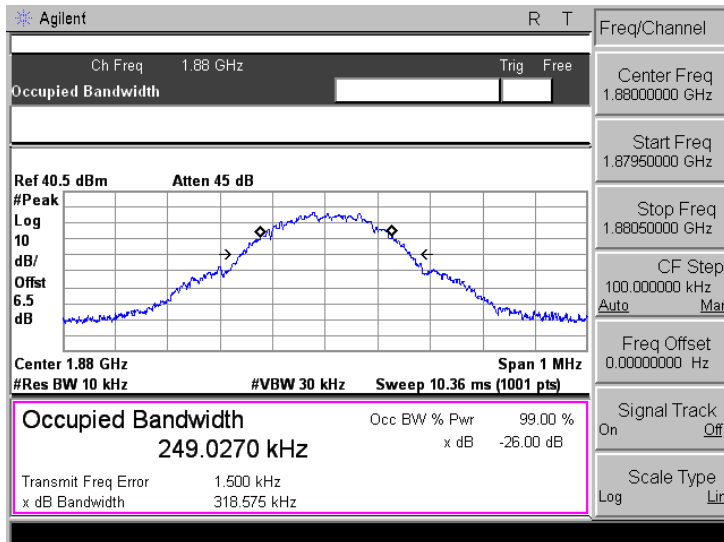 Agilent R T
Ch Freq 1.88 GHz Trig Free
Occupied Bandwidth
Ref 40.5 dBm Atten 45 dB
#Peak
Log
10
dB/
Offst
6.5
dB
Center 1.88 GHz Span 1 MHz
#Res BW 10 kHz #VBW 30 kHz Sweep 10.36 ms (1001 pts)
Occupied Bandwidth
249.0270 kHz
Occ BW % Pwr 99.00 %
x dB -26.00 dB
Transmit Freq Error 1.500 kHz
x dB Bandwidth 318.575 kHz
Freq/Channel
Center Freq
1.88000000 GHz
Start Freq
1.87950000 GHz
Stop Freq
1.88050000 GHz
CF Step
100.000000 kHz
Auto Man
Freq Offset
0.00000000 Hz
Signal Track
On Off
Scale Type
Log Lin